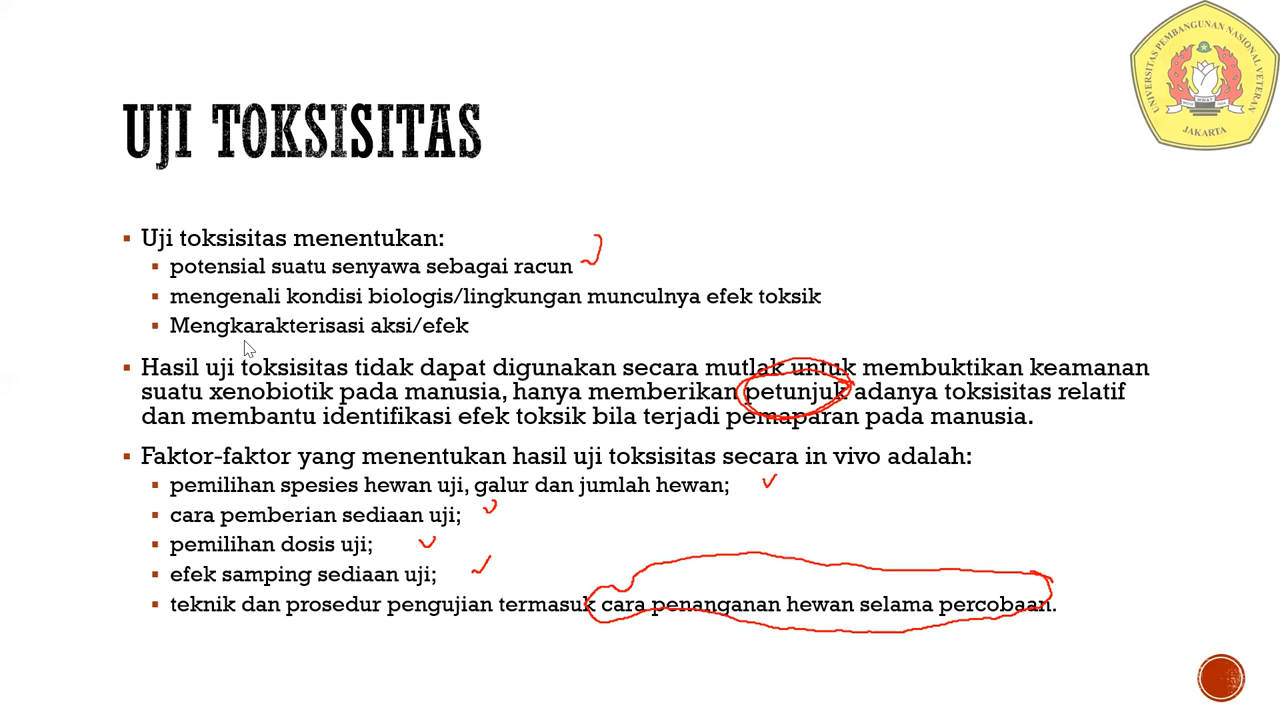 UNIVERSITAS PEMBANGUNAN NASIONAL VETERAN
JAKARTA
UJI TOKSISITAS
Uji toksisitas menentukan:
potensial suatu senyawa sebagai racun
mengenali kondisi biologis/lingkungan munculnya efek toksik
Mengkarakterisasi aksi/efek
Hasil uji toksisitas tidak dapat digunakan secara mutlak untuk membuktikan keamanan
suatu xenobiotik pada manusia, hanya memberikan petunjuk adanya toksisitas relatif
dan membantu identifikasi efek toksik bila terjadi pemaparan pada manusia.
Faktor-faktor yang menentukan hasil uji toksisitas secara in vivo adalah:
pemilihan spesies hewan uji, galur dan jumlah hewan;
cara pemberian sediaan uji;
pemilihan dosis uji;
efek samping sediaan uji;
teknik dan prosedur pengujian termasuk cara penanganan hewan selama percobaan.